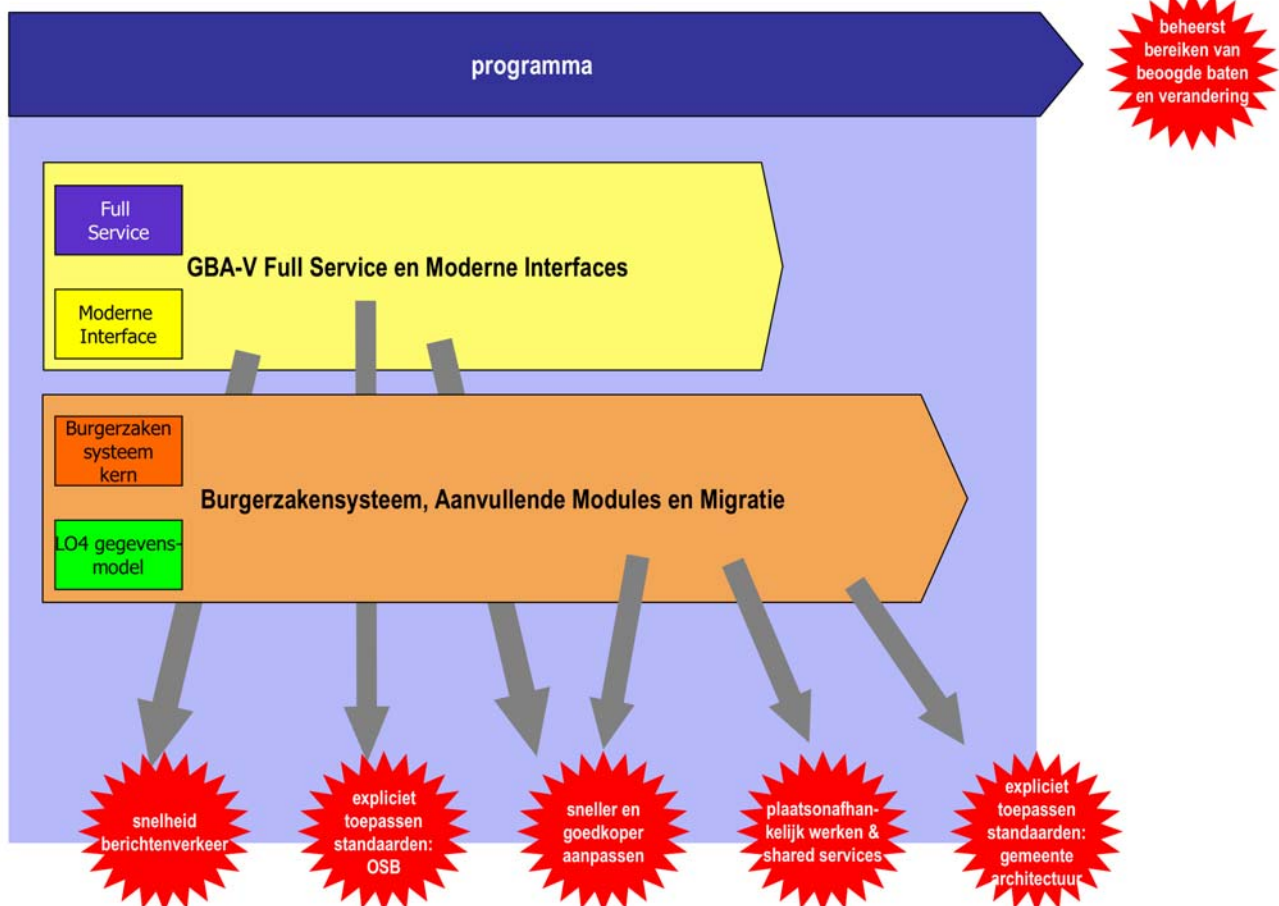 programma
beheerst
bereiken van
beoogde baten
en verandering
Full
Service
GBA-V Full Service en Moderne Interfaces
Moderne
Interface
Burgerzaken
systeem
kern
Burgerzakensysteem, Aanvullende Modules en Migratie
LO4 gegevens-
model
snelheid
berichtenverkeer
expliciet
toepassen
standaarden:
OSB
sneller en
goedkoper
aanpassen
plaatsonafhan-
kelijk werken &
shared services
expliciet
toepassen
standaarden:
gemeente
architectuur